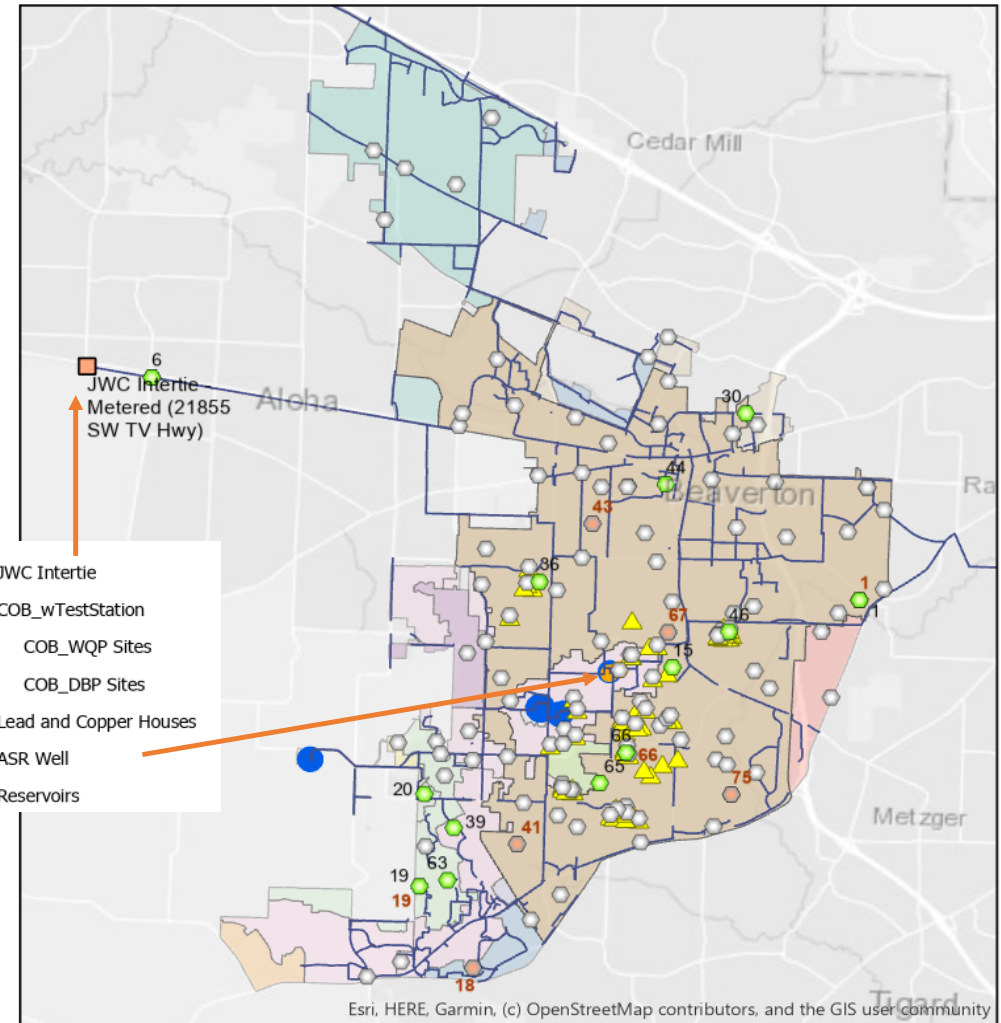 Cedar Mill
6
JWC Intertie -
Metered (21855
SW TV Hwy)
Aloha
30
44
Beaverton
Ra
43
JWC Intertie
COB_wTestStation
COB_WQP Sites
COB_DBP Sites
Lead and Copper Houses
ASR Well
Reservoirs
36
1
1
67
46
15
66
66
65
75
20
39
41
Metzger
63
19
19
18
Tigard
Esri, HERE, Garmin, (c) OpenStreetMap contributors, and the GIS user community